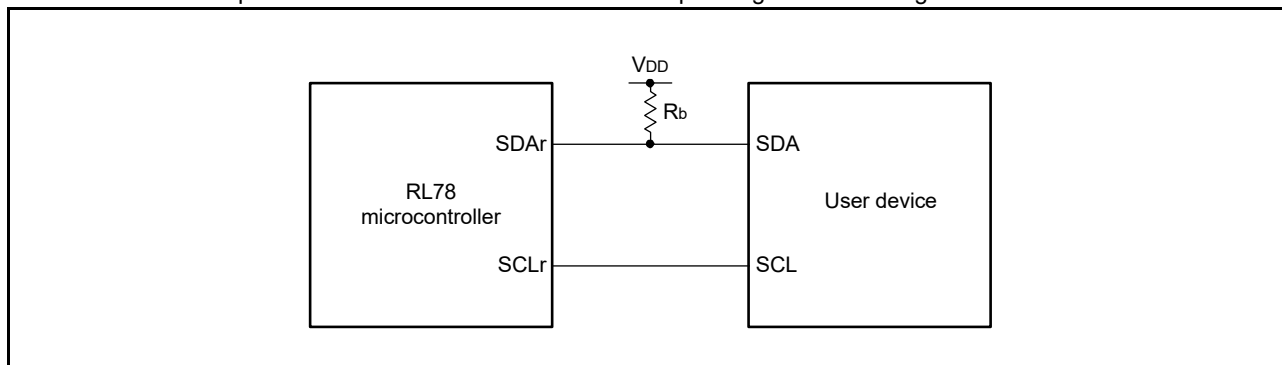 VDD
Rb
SDAr
SDA
RL78
microcontroller
User device
SCLr
SCL